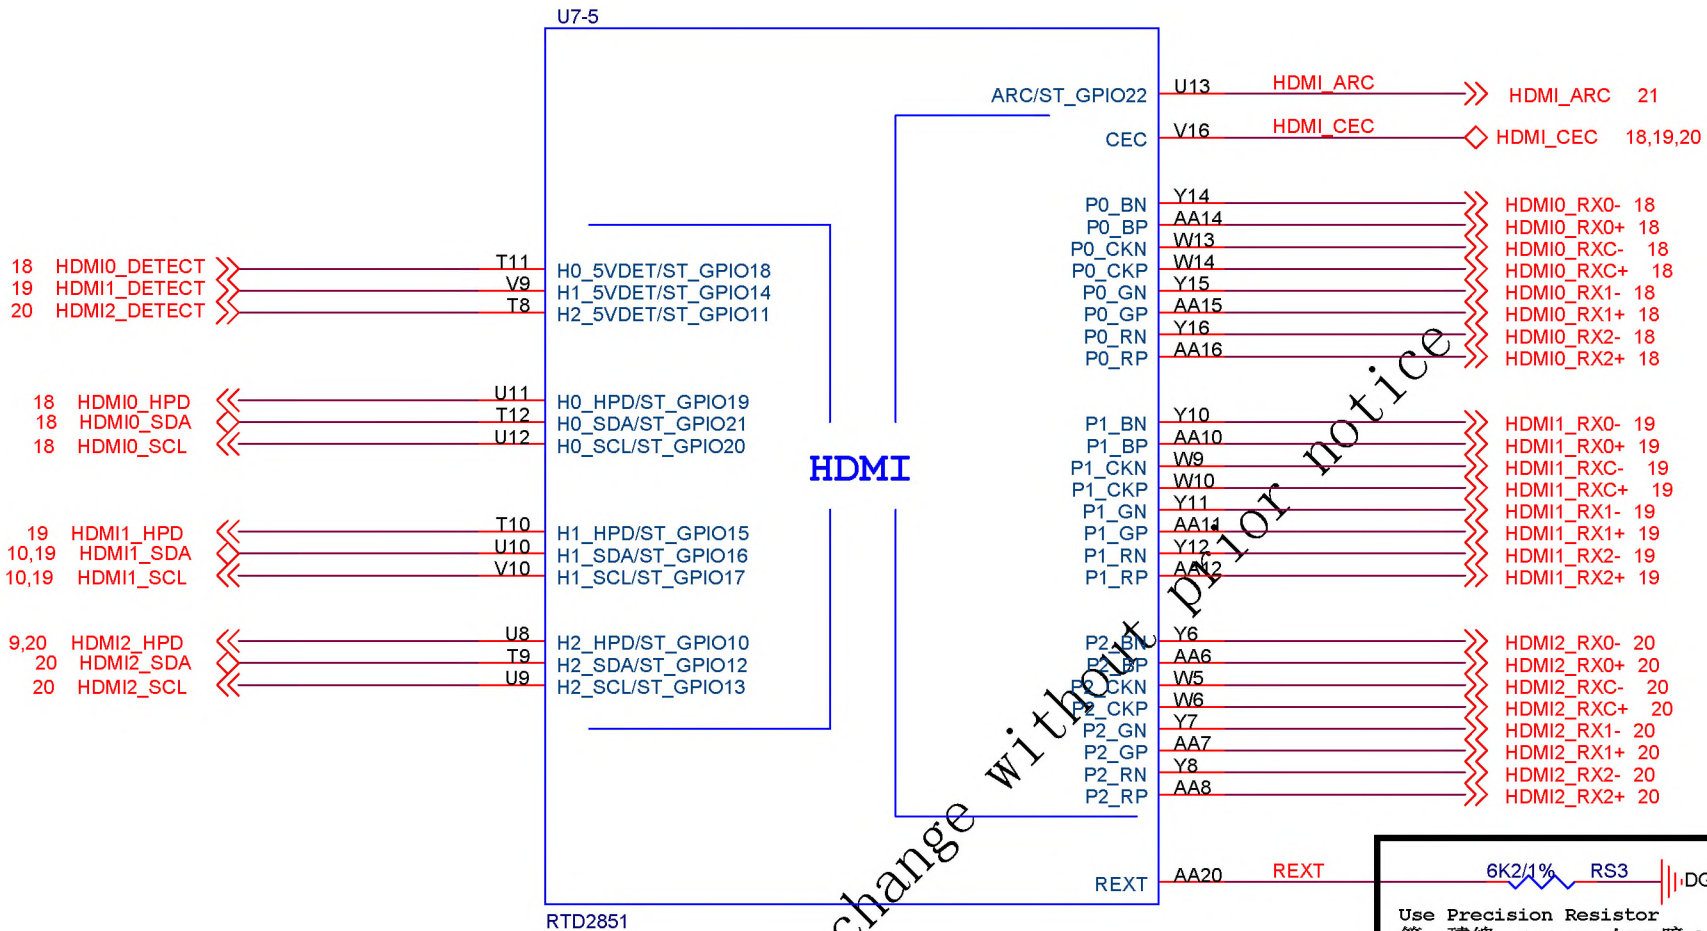 U7-5
ARC/ST_GPIO22 U13 HDMI_ARC HDMI_ARC 21
CEC V16 HDMI_CEC HDMI_CEC 18,19,20
P0_BN Y14 HDMI0_RX0- 18
P0_BP AA14 HDMI0_RX0+ 18
P0_CKN W13 HDMI0_RXC- 18
P0_CKP W14 HDMI0_RXC+ 18
P0_GN Y15 HDMI0_RX1- 18
P0_GP AA15 HDMI0_RX1+ 18
P0_RN Y16 HDMI0_RX2- 18
P0_RP AA16 HDMI0_RX2+ 18
18 HDMI0_DETECT T11 H0_5VDET/ST_GPIO18
19 HDMI1_DETECT V9 H1_5VDET/ST_GPIO14
20 HDMI2_DETECT T8 H2_5VDET/ST_GPIO11
18 HDMI0_HPD U11 H0_HPD/ST_GPIO19
18 HDMI0_SDA T12 H0_SDA/ST_GPIO21
18 HDMI0_SCL U12 H0_SCL/ST_GPIO20
HDMI
P1_BN Y10 HDMI1_RX0- 19
P1_BP AA10 HDMI1_RX0+ 19
P1_CKN W9 HDMI1_RXC- 19
P1_CKP W10 HDMI1_RXC+ 19
P1_GN Y11 HDMI1_RX1- 19
P1_GP AA11 HDMI1_RX1+ 19
P1_RN Y12 HDMI1_RX2- 19
P1_RP AA12 HDMI1_RX2+ 19
19 HDMI1_HPD T10 H1_HPD/ST_GPIO15
10,19 HDMI1_SDA U10 H1_SDA/ST_GPIO16
10,19 HDMI1_SCL V10 H1_SCL/ST_GPIO17
9,20 HDMI2_HPD U8 H2_HPD/ST_GPIO10
20 HDMI2_SDA T9 H2_SDA/ST_GPIO12
20 HDMI2_SCL U9 H2_SCL/ST_GPIO13
P2_BN Y6 HDMI2_RX0- 20
P2_BP AA6 HDMI2_RX0+ 20
P2_CKN W5 HDMI2_RXC- 20
P2_CKP W6 HDMI2_RXC+ 20
P2_GN Y7 HDMI2_RX1- 20
P2_GP AA7 HDMI2_RX1+ 20
P2_RN Y8 HDMI2_RX2- 20
P2_RP AA8 HDMI2_RX2+ 20
REXT AA20 REXT 6K2/1% RS3
RTD2851
Use Precision Resistor
change without prior notice